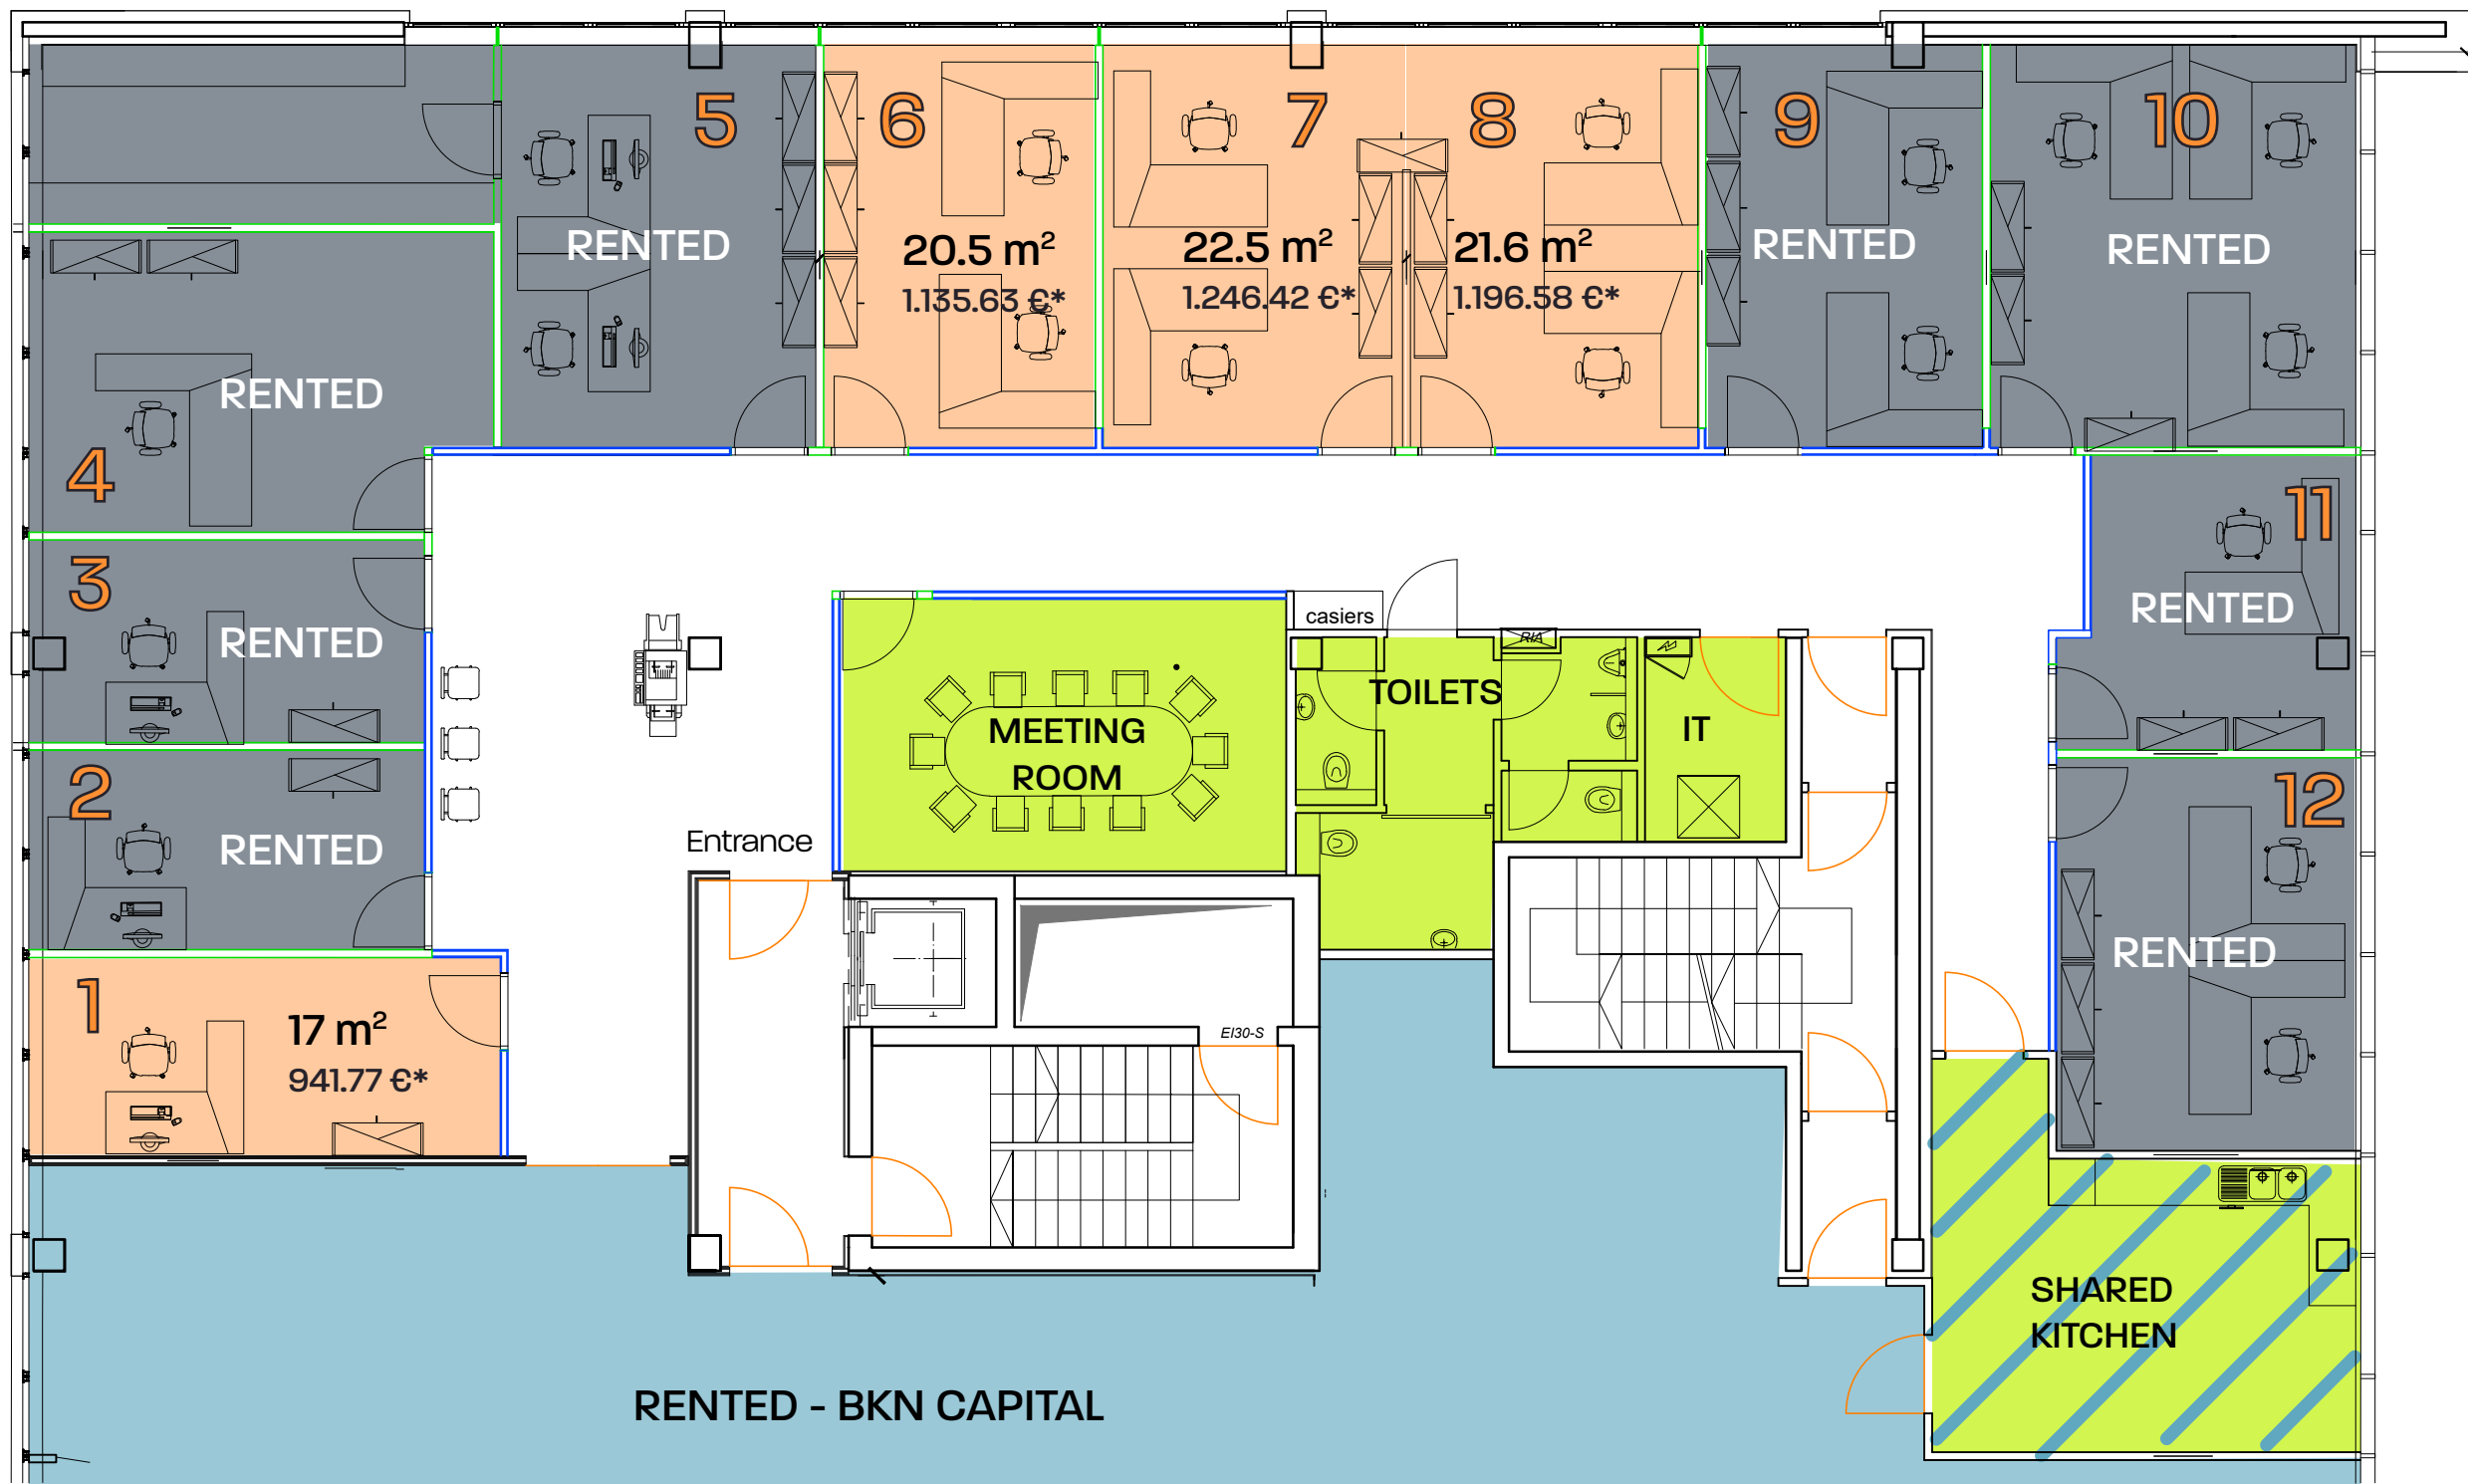 5
6
7
8
9
10
RENTED
20.5 m²
1.135.63 €*
22.5 m²
1.246.42 €*
21.6 m²
1.196.58 €*
RENTED
RENTED
RENTED
4
11
RENTED
3
RENTED
casiers
RIA
TOILETS
IT
MEETING
ROOM
2
RENTED
Entrance
12
RENTED
1
17 m²
941.77 €*
EI30-S
SHARED
KITCHEN
RENTED - BKN CAPITAL